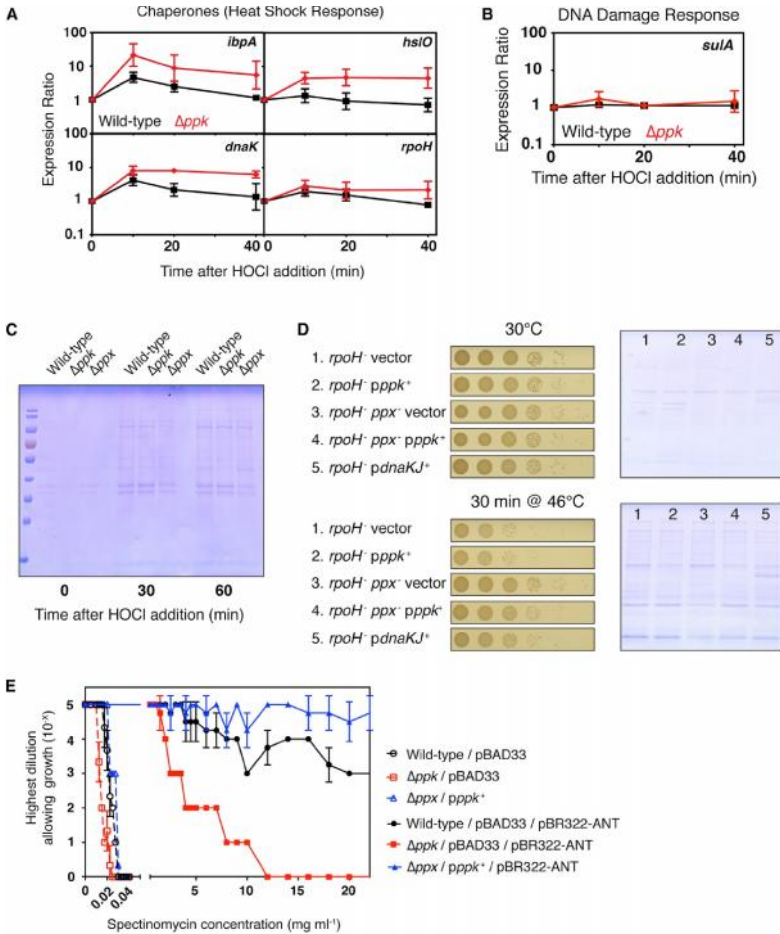 A
Chaperones (Heat Shock Response)
Expression Ratio
100
10
1
100
10
1
0.1
ibpA
hslO
Wild-type Δppk
dnaK
rpoH
0 20 40 0 20 40
Time after HOCl addition (min)
B
DNA Damage Response
Expression Ratio
100
10
1
0.1
sulA
Wild-type Δppk
0 20 40
Time after HOCl addition (min)
C
Wild-type Δppk Δppx Wild-type Δppk Δppx Wild-type Δppk Δppx
0 30 60
Time after HOCl addition (min)
D
30°C
1. rpoH- vector
2. rpoH- pppk+
3. rpoH- ppx- vector
4. rpoH- ppx- pppk+
5. rpoH- pdnaKJ+
1 2 3 4 5
30 min @ 46°C
1. rpoH- vector
2. rpoH- pppk+
3. rpoH- ppx- vector
4. rpoH- ppx- pppk+
5. rpoH- pdnaKJ+
1 2 3 4 5
E
Highest dilution
allowing growth (10-x)
5
4
3
2
1
0
0 0.02 0.04 5 10 15 20
Spectinomycin concentration (mg ml-1)
Wild-type / pBAD33
Δppk / pBAD33
Δppx / pppk+
Wild-type / pBAD33 / pBR322-ANT
Δppk / pBAD33 / pBR322-ANT
Δppx / pppk+ / pBR322-ANT